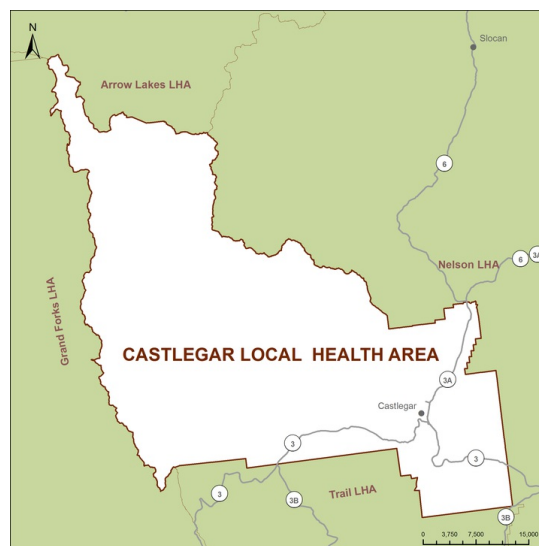 N
Slocan
Arrow Lakes LHA
6
Nelson LHA
6
3A
Grand Forks LHA
CASTLEGAR LOCAL HEALTH AREA
3A
Castlegar
3
3
3
3B
Trail LHA
3B
0 3,750 7,500 15,000